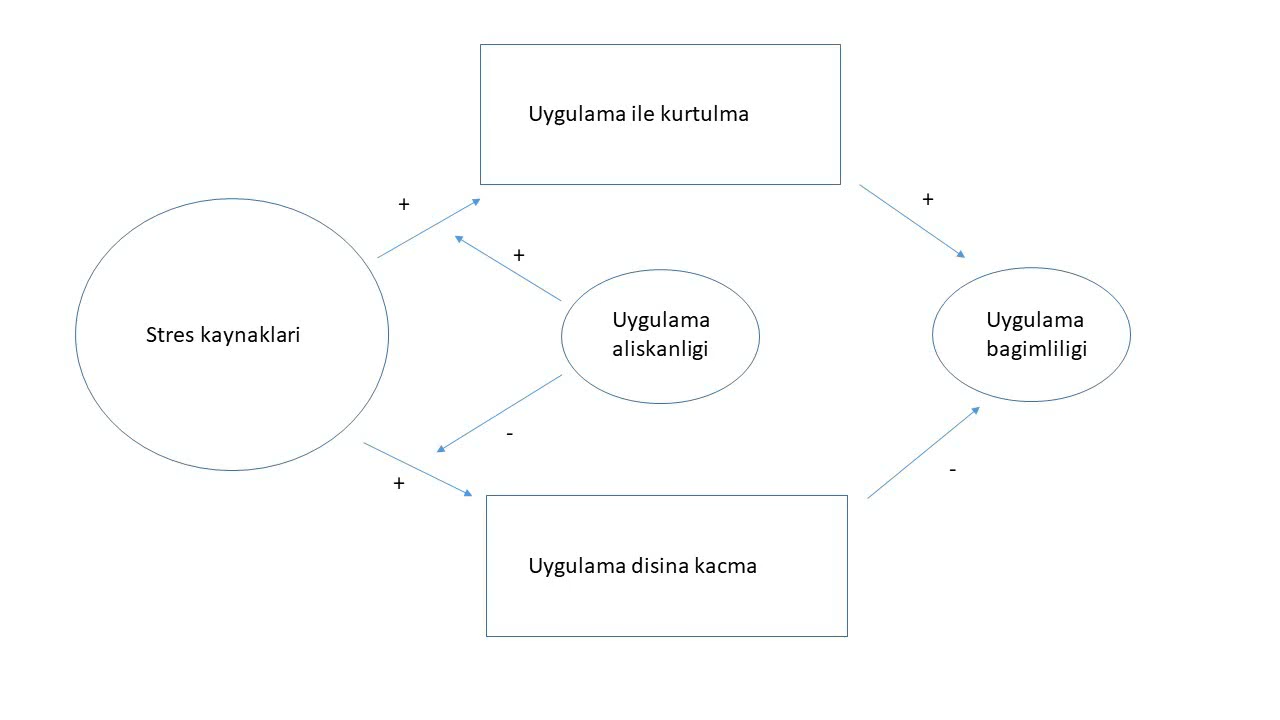 Uygulama ile kurtulma
+
+
+
Stres kaynaklari
Uygulama
aliskanligi
Uygulama
bagimliligi
-
-
+
Uygulama disina kacma